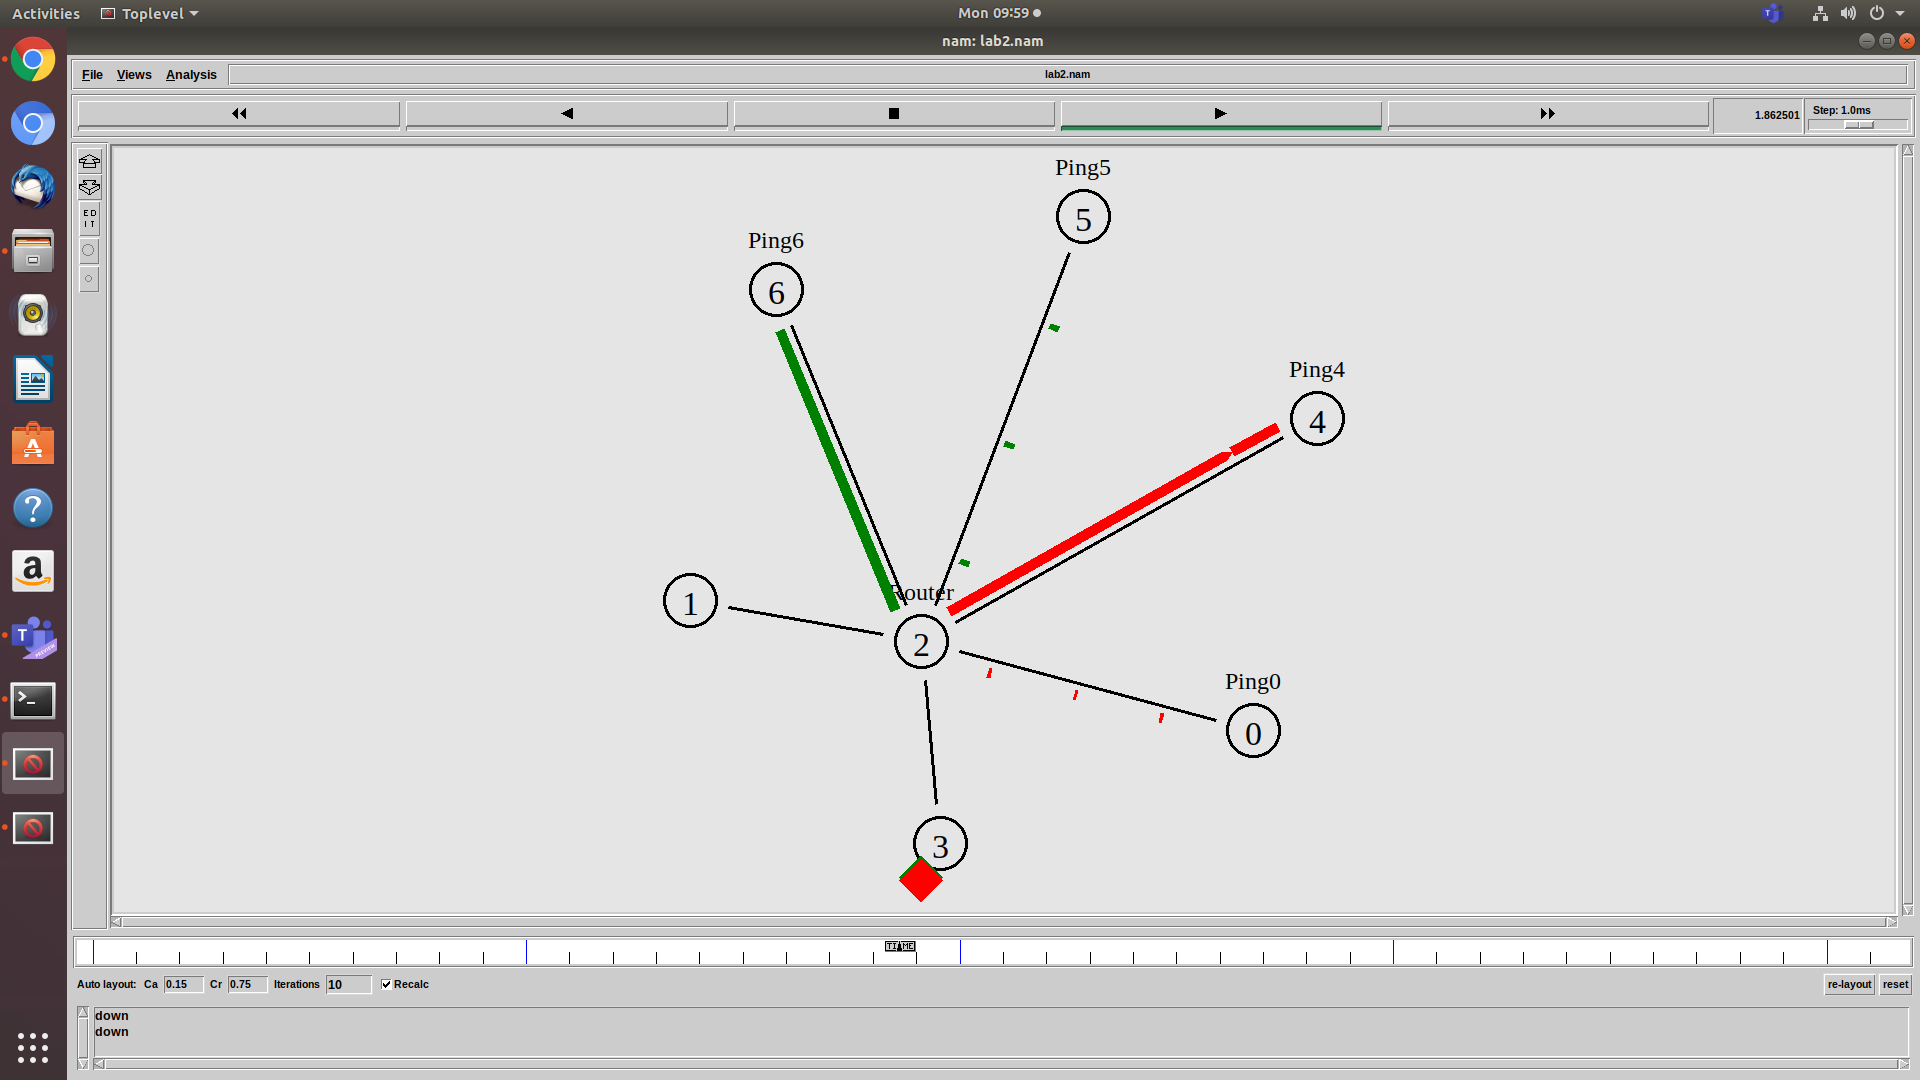 Activities Toplevel Mon 09:59
nam: lab2.nam
File Views Analysis lab2.nam
1.862501 Step: 1.0ms
ED
IT
Ping5
5
Ping6
6
Ping4
4
Router
1
2
Ping0
0
3
TIME
Auto layout: Ca 0.15 Cr 0.75 Iterations 10 Recalc re-layout reset
down
down